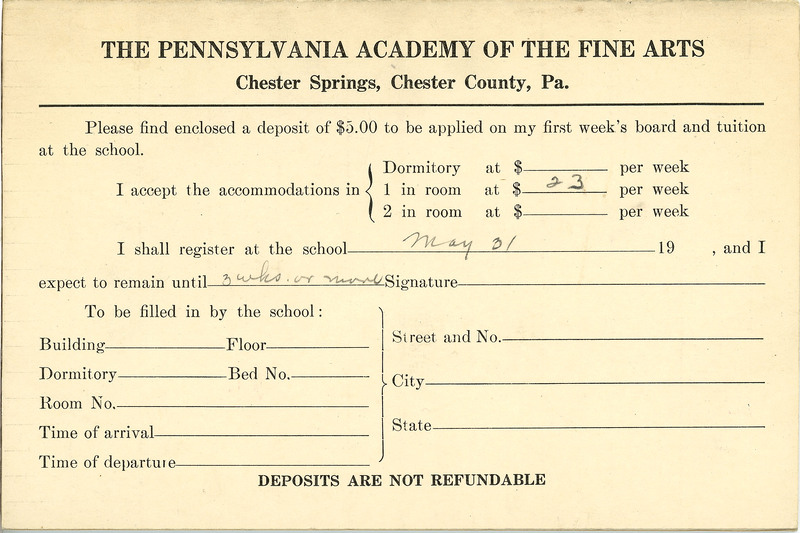 THE PENNSYLVANIA ACADEMY OF THE FINE ARTS
Chester Springs, Chester County, Pa.
Please find enclosed a deposit of $5.00 to be applied on my first week's board and tuition
at the school.
I accept the accommodations in
Dormitory at $ per week
1 in room at $ 23 per week
2 in room at $ per week
I shall register at the school May 31 19 , and I
expect to remain until 3 wks. or more Signature
To be filled in by the school:
Building Floor
Dormitory Bed No.
Room No.
Time of arrival
Time of departure
Street and No.
City
State
DEPOSITS ARE NOT REFUNDABLE